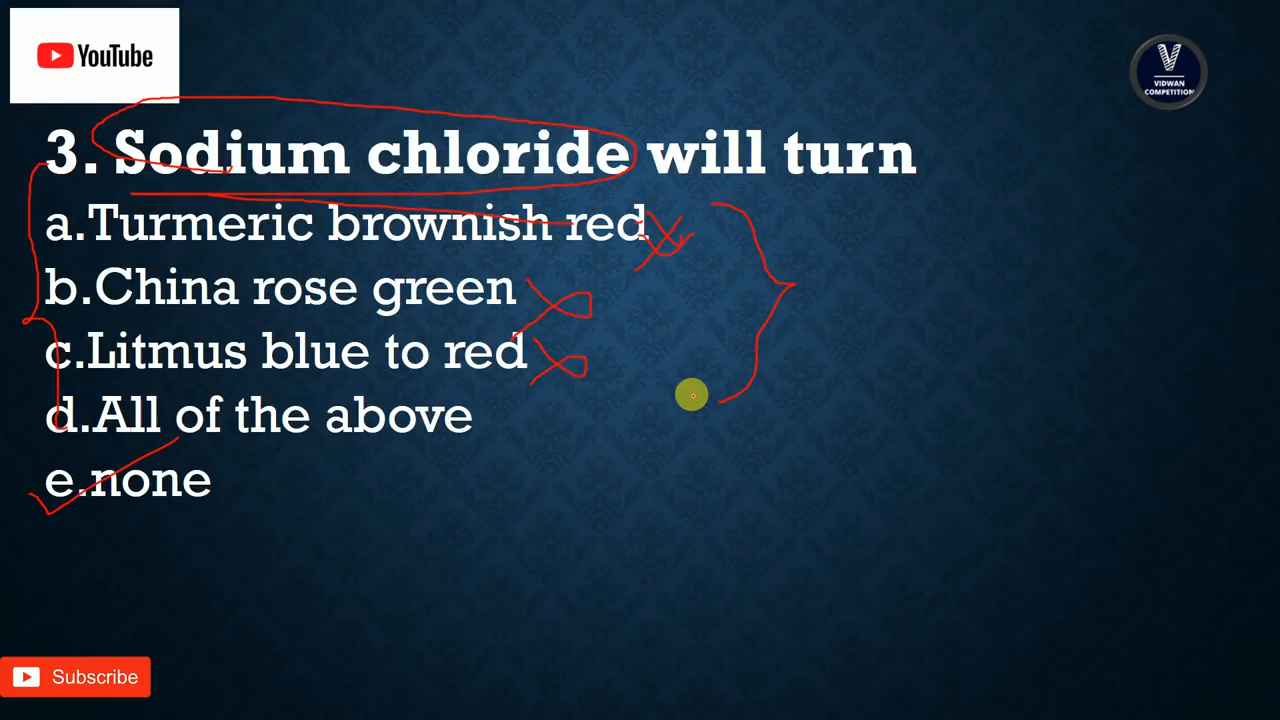 YouTube
V
VIDWAN
COMPETITION
3. Sodium chloride will turn
a.Turmeric brownish red
b.China rose green
c.Litmus blue to red
d.All of the above
e.none
Subscribe